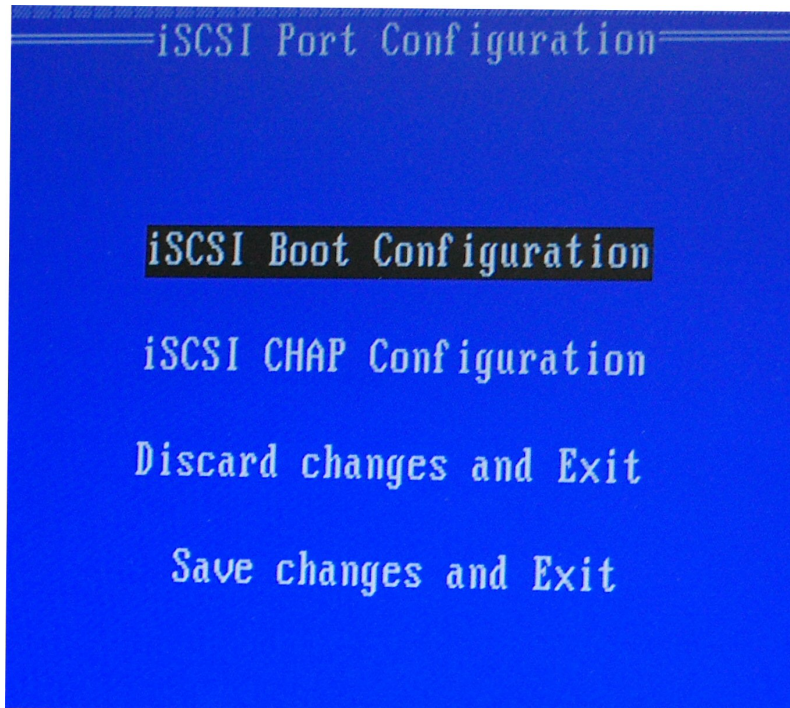 iSCSI Port Configuration
iSCSI Boot Configuration
iSCSI CHAP Configuration
Discard changes and Exit
Save changes and Exit